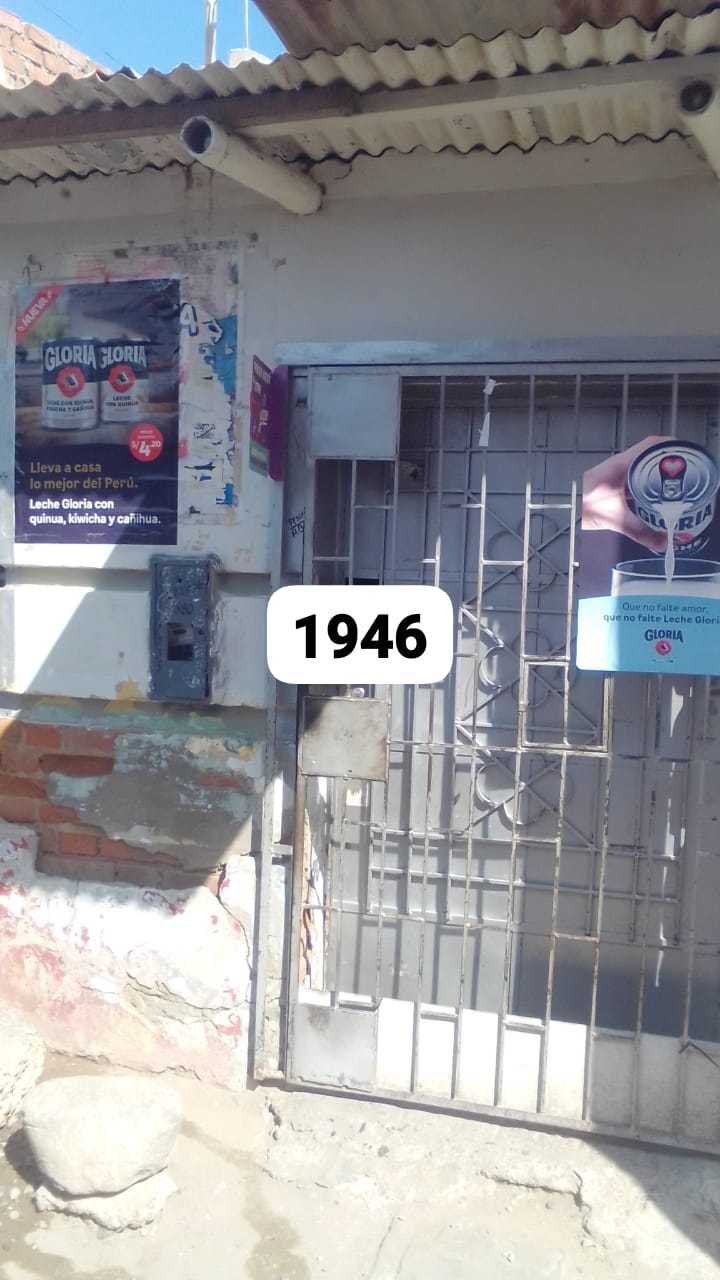 NUEVA
GLORIA GLORIA
LECHE CON QUINUA,
KIWICHA Y CAÑIHUA
LECHE
CON QUINUA
S/4.20
Lleva a casa
lo mejor del Perú.
Leche Gloria con
quinua, kiwicha y cañihua.
1946
GLORIA
Que no falte amor,
que no falte Leche Glori
GLORIA